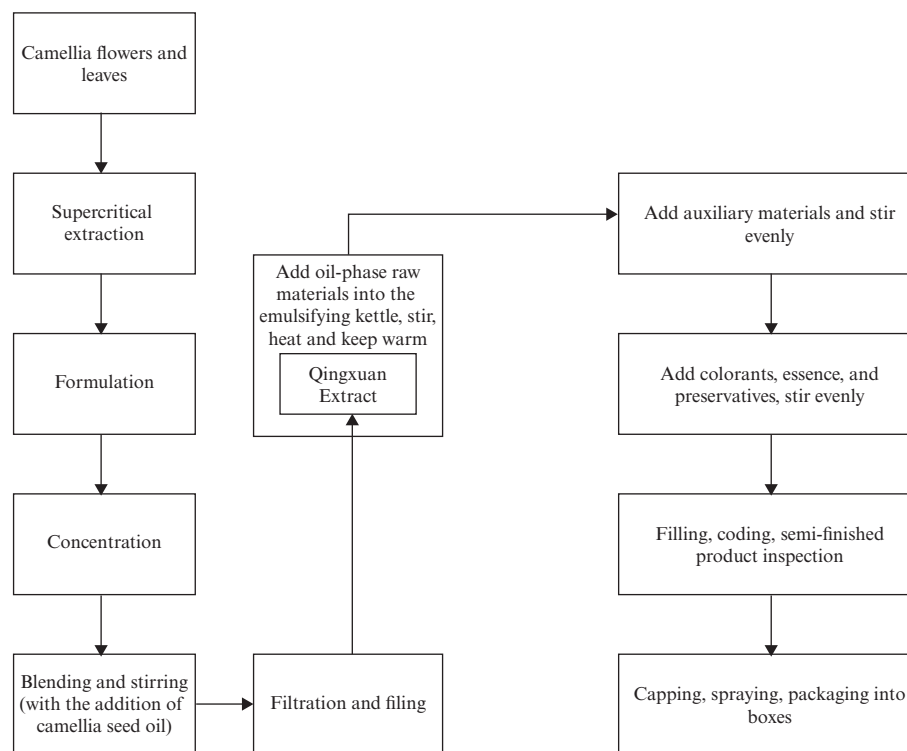 Camellia flowers and
leaves
Supercritical
extraction
Formulation
Concentration
Blending and stirring
(with the addition of
camellia seed oil)
Filtration and filing
Add oil-phase raw
materials into the
emulsifying kettle, stir,
heat and keep warm
Qingxuan
Extract
Add auxiliary materials and stir
evenly
Add colorants, essence, and
preservatives, stir evenly
Filling, coding, semi-finished
product inspection
Capping, spraying, packaging into
boxes